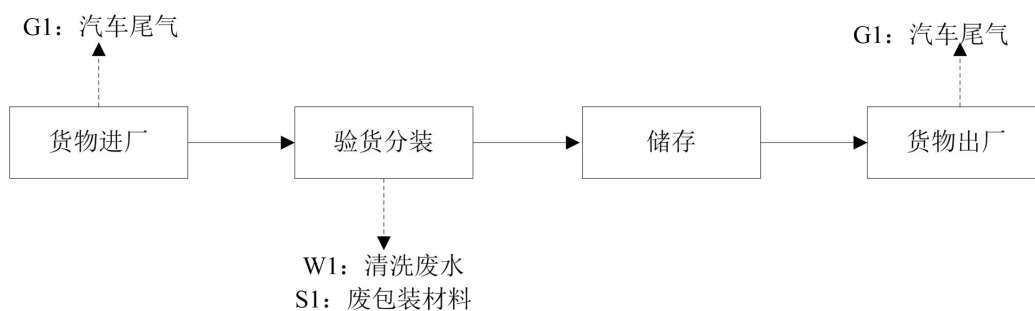 G1：汽车尾气
G1：汽车尾气
货物进厂
验货分装
储存
货物出厂
W1：清洗废水
S1：废包装材料